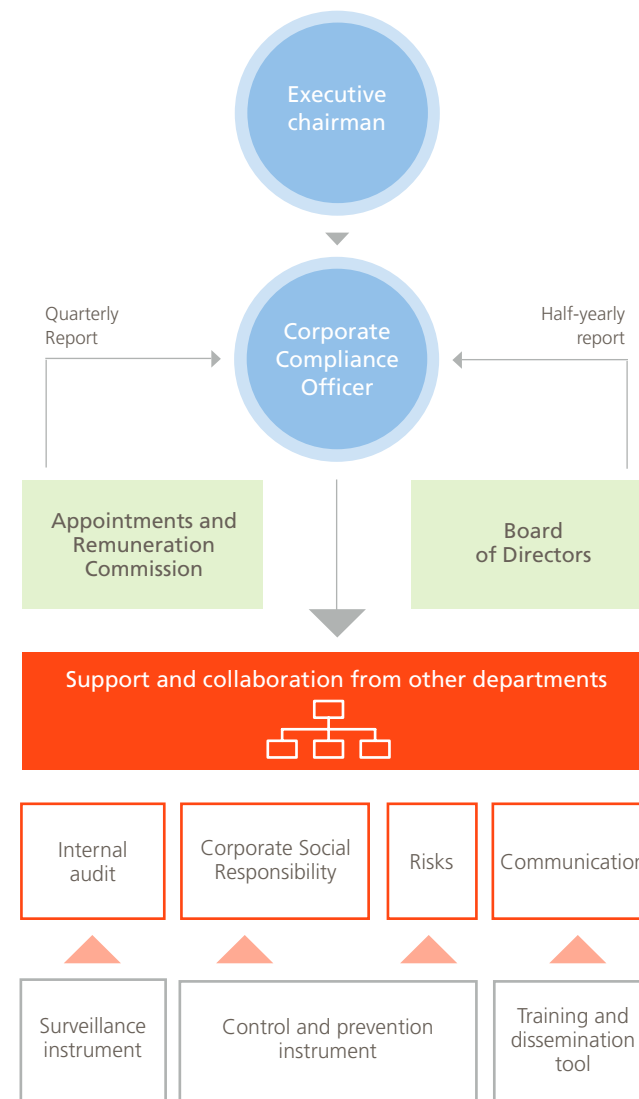 Executive
chairman
Quarterly
Report
Half-yearly
report
Corporate
Compliance
Officer
Appointments and
Remuneration
Commission
Board
of Directors
Support and collaboration from other departments
Internal
audit
Corporate Social
Responsibility
Risks
Communication
Surveillance
instrument
Control and prevention
instrument
Training and
dissemination
tool